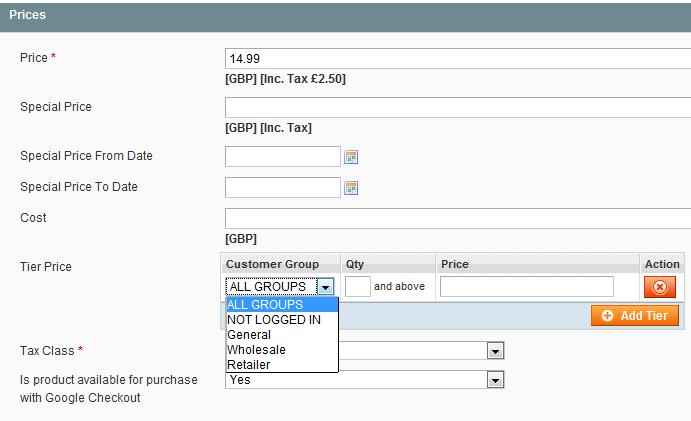 Prices
Price * 14.99
[GBP] [Inc. Tax £2.50]
Special Price
[GBP] [Inc. Tax]
Special Price From Date
Special Price To Date
Cost
[GBP]
Tier Price Customer Group Qty Price Action
ALL GROUPS and above
ALL GROUPS
NOT LOGGED IN
Add Tier
General
Wholesale
Tax Class *
Retailer
Is product available for purchase Yes
with Google Checkout